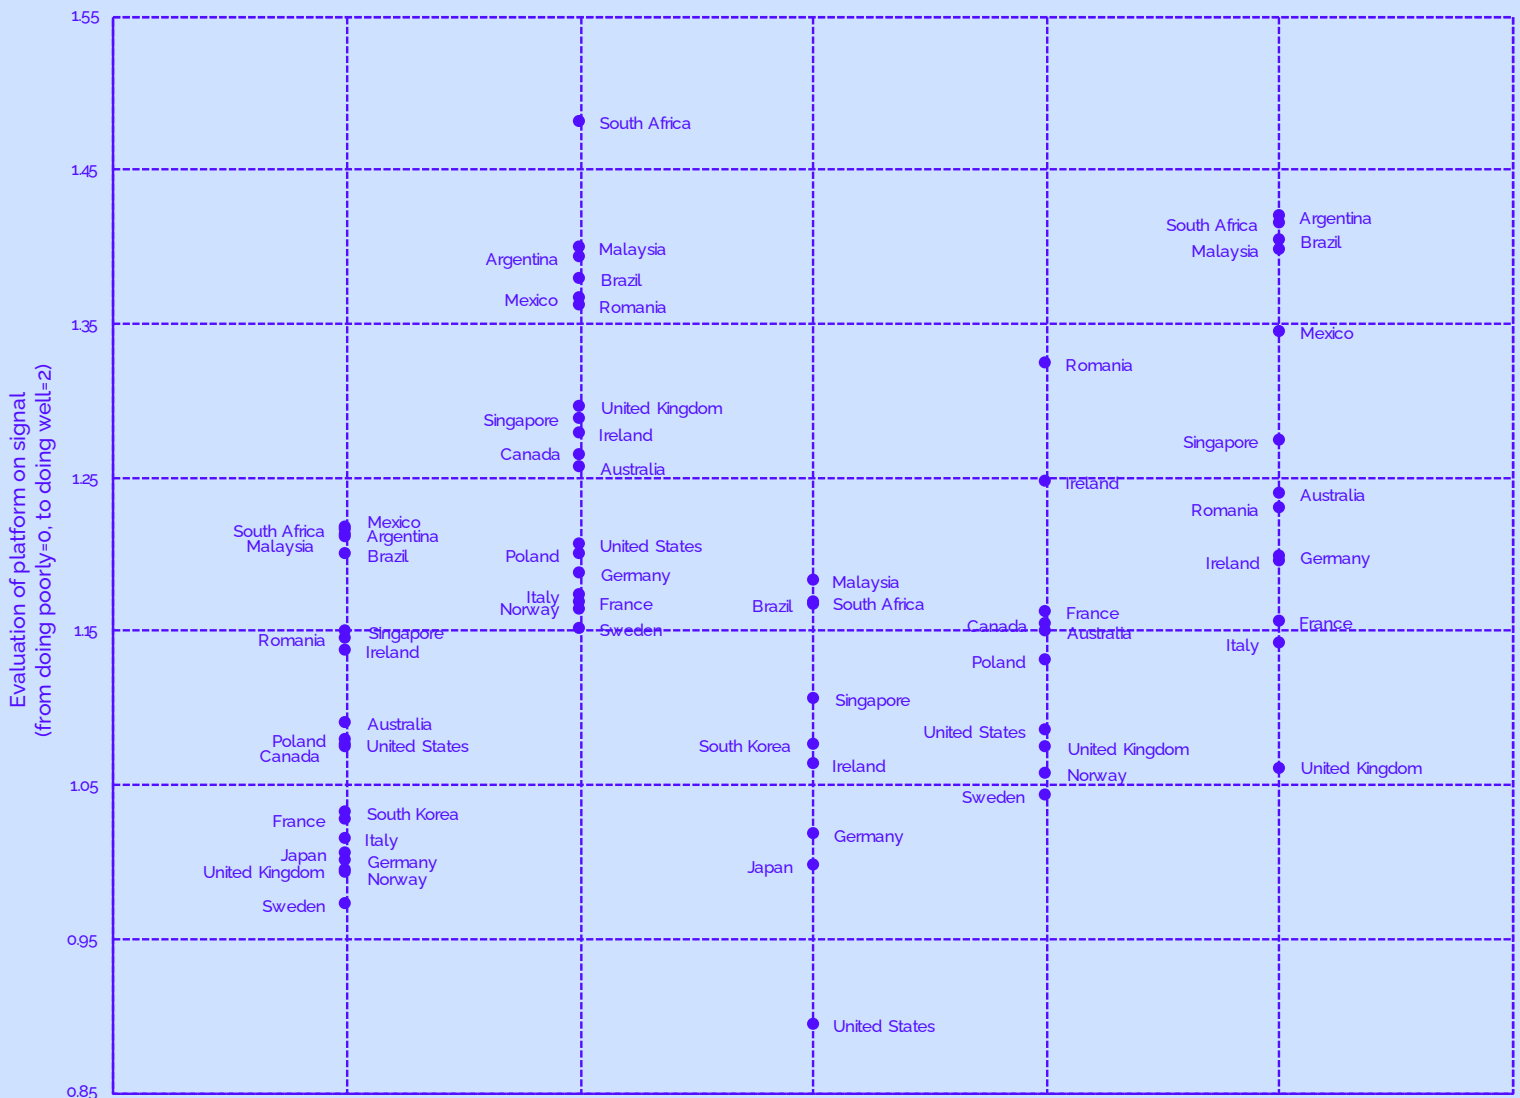 1.55
1.45
1.35
1.25
1.15
1.05
0.95
0.85
Evaluation of platform on signal
(from doing poorly=0, to doing well=2)
Mexico
South Africa
Argentina
Malaysia
Brazil
Singapore
Romania
Ireland
Australia
Poland
United States
Canada
South Korea
France
Italy
Japan
Germany
United Kingdom
Norway
Sweden
South Africa
Malaysia
Argentina
Brazil
Mexico
Romania
United Kingdom
Singapore
Ireland
Canada
Australia
United States
Poland
Germany
Italy
France
Norway
Sweden
Malaysia
South Africa
Brazil
Singapore
South Korea
Ireland
Germany
Japan
United States
Romania
Ireland
France
Canada
Australia
Poland
United States
United Kingdom
Norway
Sweden
Argentina
South Africa
Brazil
Malaysia
Mexico
Singapore
Australia
Romania
Germany
Ireland
France
Italy
United Kingdom